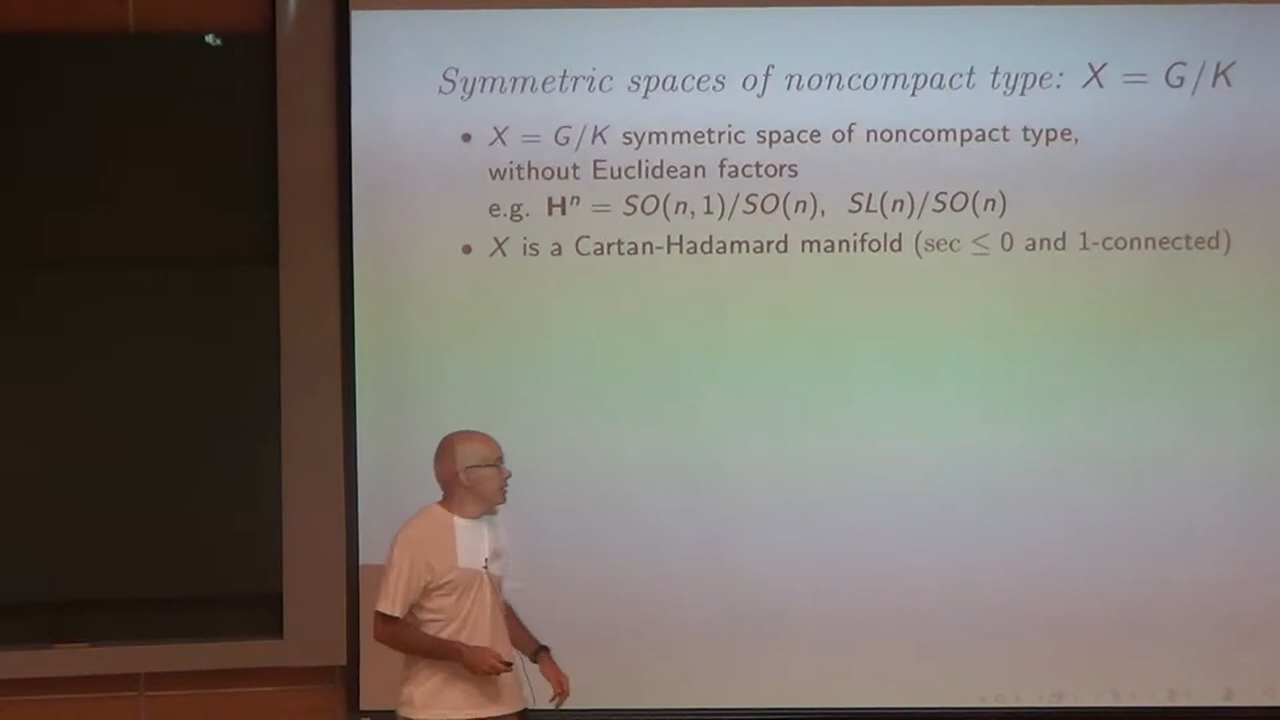 Symmetric spaces of noncompact type: X = G/K
• X = G/K symmetric space of noncompact type,
without Euclidean factors
e.g. Hⁿ = SO(n, 1)/SO(n), SL(n)/SO(n)
• X is a Cartan-Hadamard manifold (sec ≤ 0 and 1-connected)